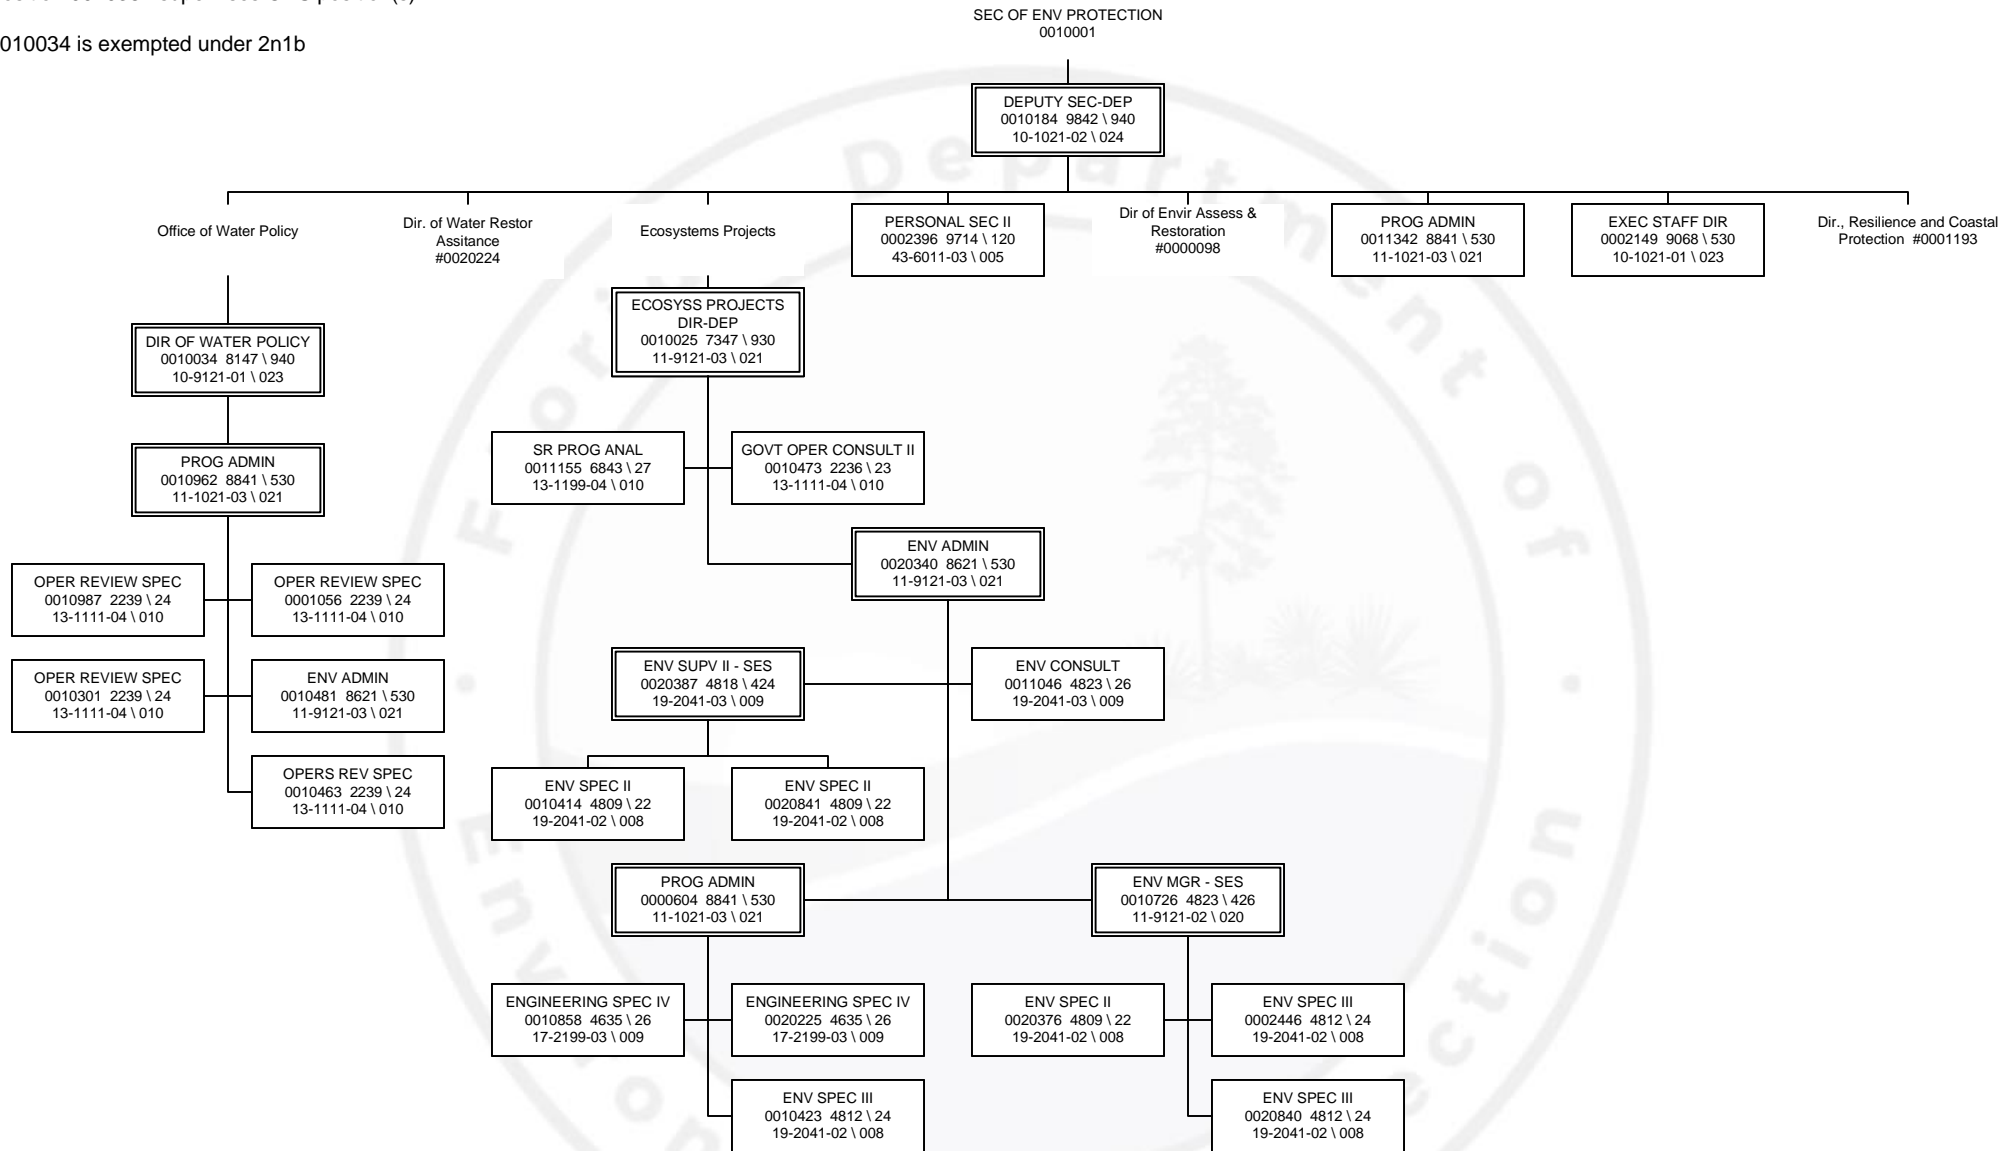 010034 is exempted under 2n1b
SEC OF ENV PROTECTION
0010001
DEPUTY SEC-DEP
0010184 9842 \ 940
10-1021-02 \ 024
Office of Water Policy
Dir. of Water Restor
Assitance
#0020224
Ecosystems Projects
PERSONAL SEC II
0002396 9714 \ 120
43-6011-03 \ 005
Dir of Envir Assess &
Restoration
#0000098
PROG ADMIN
0011342 8841 \ 530
11-1021-03 \ 021
EXEC STAFF DIR
0002149 9068 \ 530
10-1021-01 \ 023
Dir., Resilience and Coastal
Protection #0001193
DIR OF WATER POLICY
0010034 8147 \ 940
10-9121-01 \ 023
ECOSYSS PROJECTS
DIR-DEP
0010025 7347 \ 930
11-9121-03 \ 021
PROG ADMIN
0010962 8841 \ 530
11-1021-03 \ 021
SR PROG ANAL
0011155 6843 \ 27
13-1199-04 \ 010
GOVT OPER CONSULT II
0010473 2236 \ 23
13-1111-04 \ 010
ENV ADMIN
0020340 8621 \ 530
11-9121-03 \ 021
OPER REVIEW SPEC
0010987 2239 \ 24
13-1111-04 \ 010
OPER REVIEW SPEC
0001056 2239 \ 24
13-1111-04 \ 010
OPER REVIEW SPEC
0010301 2239 \ 24
13-1111-04 \ 010
ENV ADMIN
0010481 8621 \ 530
11-9121-03 \ 021
OPERS REV SPEC
0010463 2239 \ 24
13-1111-04 \ 010
ENV SUPV II - SES
0020387 4818 \ 424
19-2041-03 \ 009
ENV CONSULT
0011046 4823 \ 26
19-2041-03 \ 009
ENV SPEC II
0010414 4809 \ 22
19-2041-02 \ 008
ENV SPEC II
0020841 4809 \ 22
19-2041-02 \ 008
PROG ADMIN
0000604 8841 \ 530
11-1021-03 \ 021
ENV MGR - SES
0010726 4823 \ 426
11-9121-02 \ 020
ENGINEERING SPEC IV
0010858 4635 \ 26
17-2199-03 \ 009
ENGINEERING SPEC IV
0020225 4635 \ 26
17-2199-03 \ 009
ENV SPEC II
0020376 4809 \ 22
19-2041-02 \ 008
ENV SPEC III
0002446 4812 \ 24
19-2041-02 \ 008
ENV SPEC III
0010423 4812 \ 24
19-2041-02 \ 008
ENV SPEC III
0020840 4812 \ 24
19-2041-02 \ 008
Department of